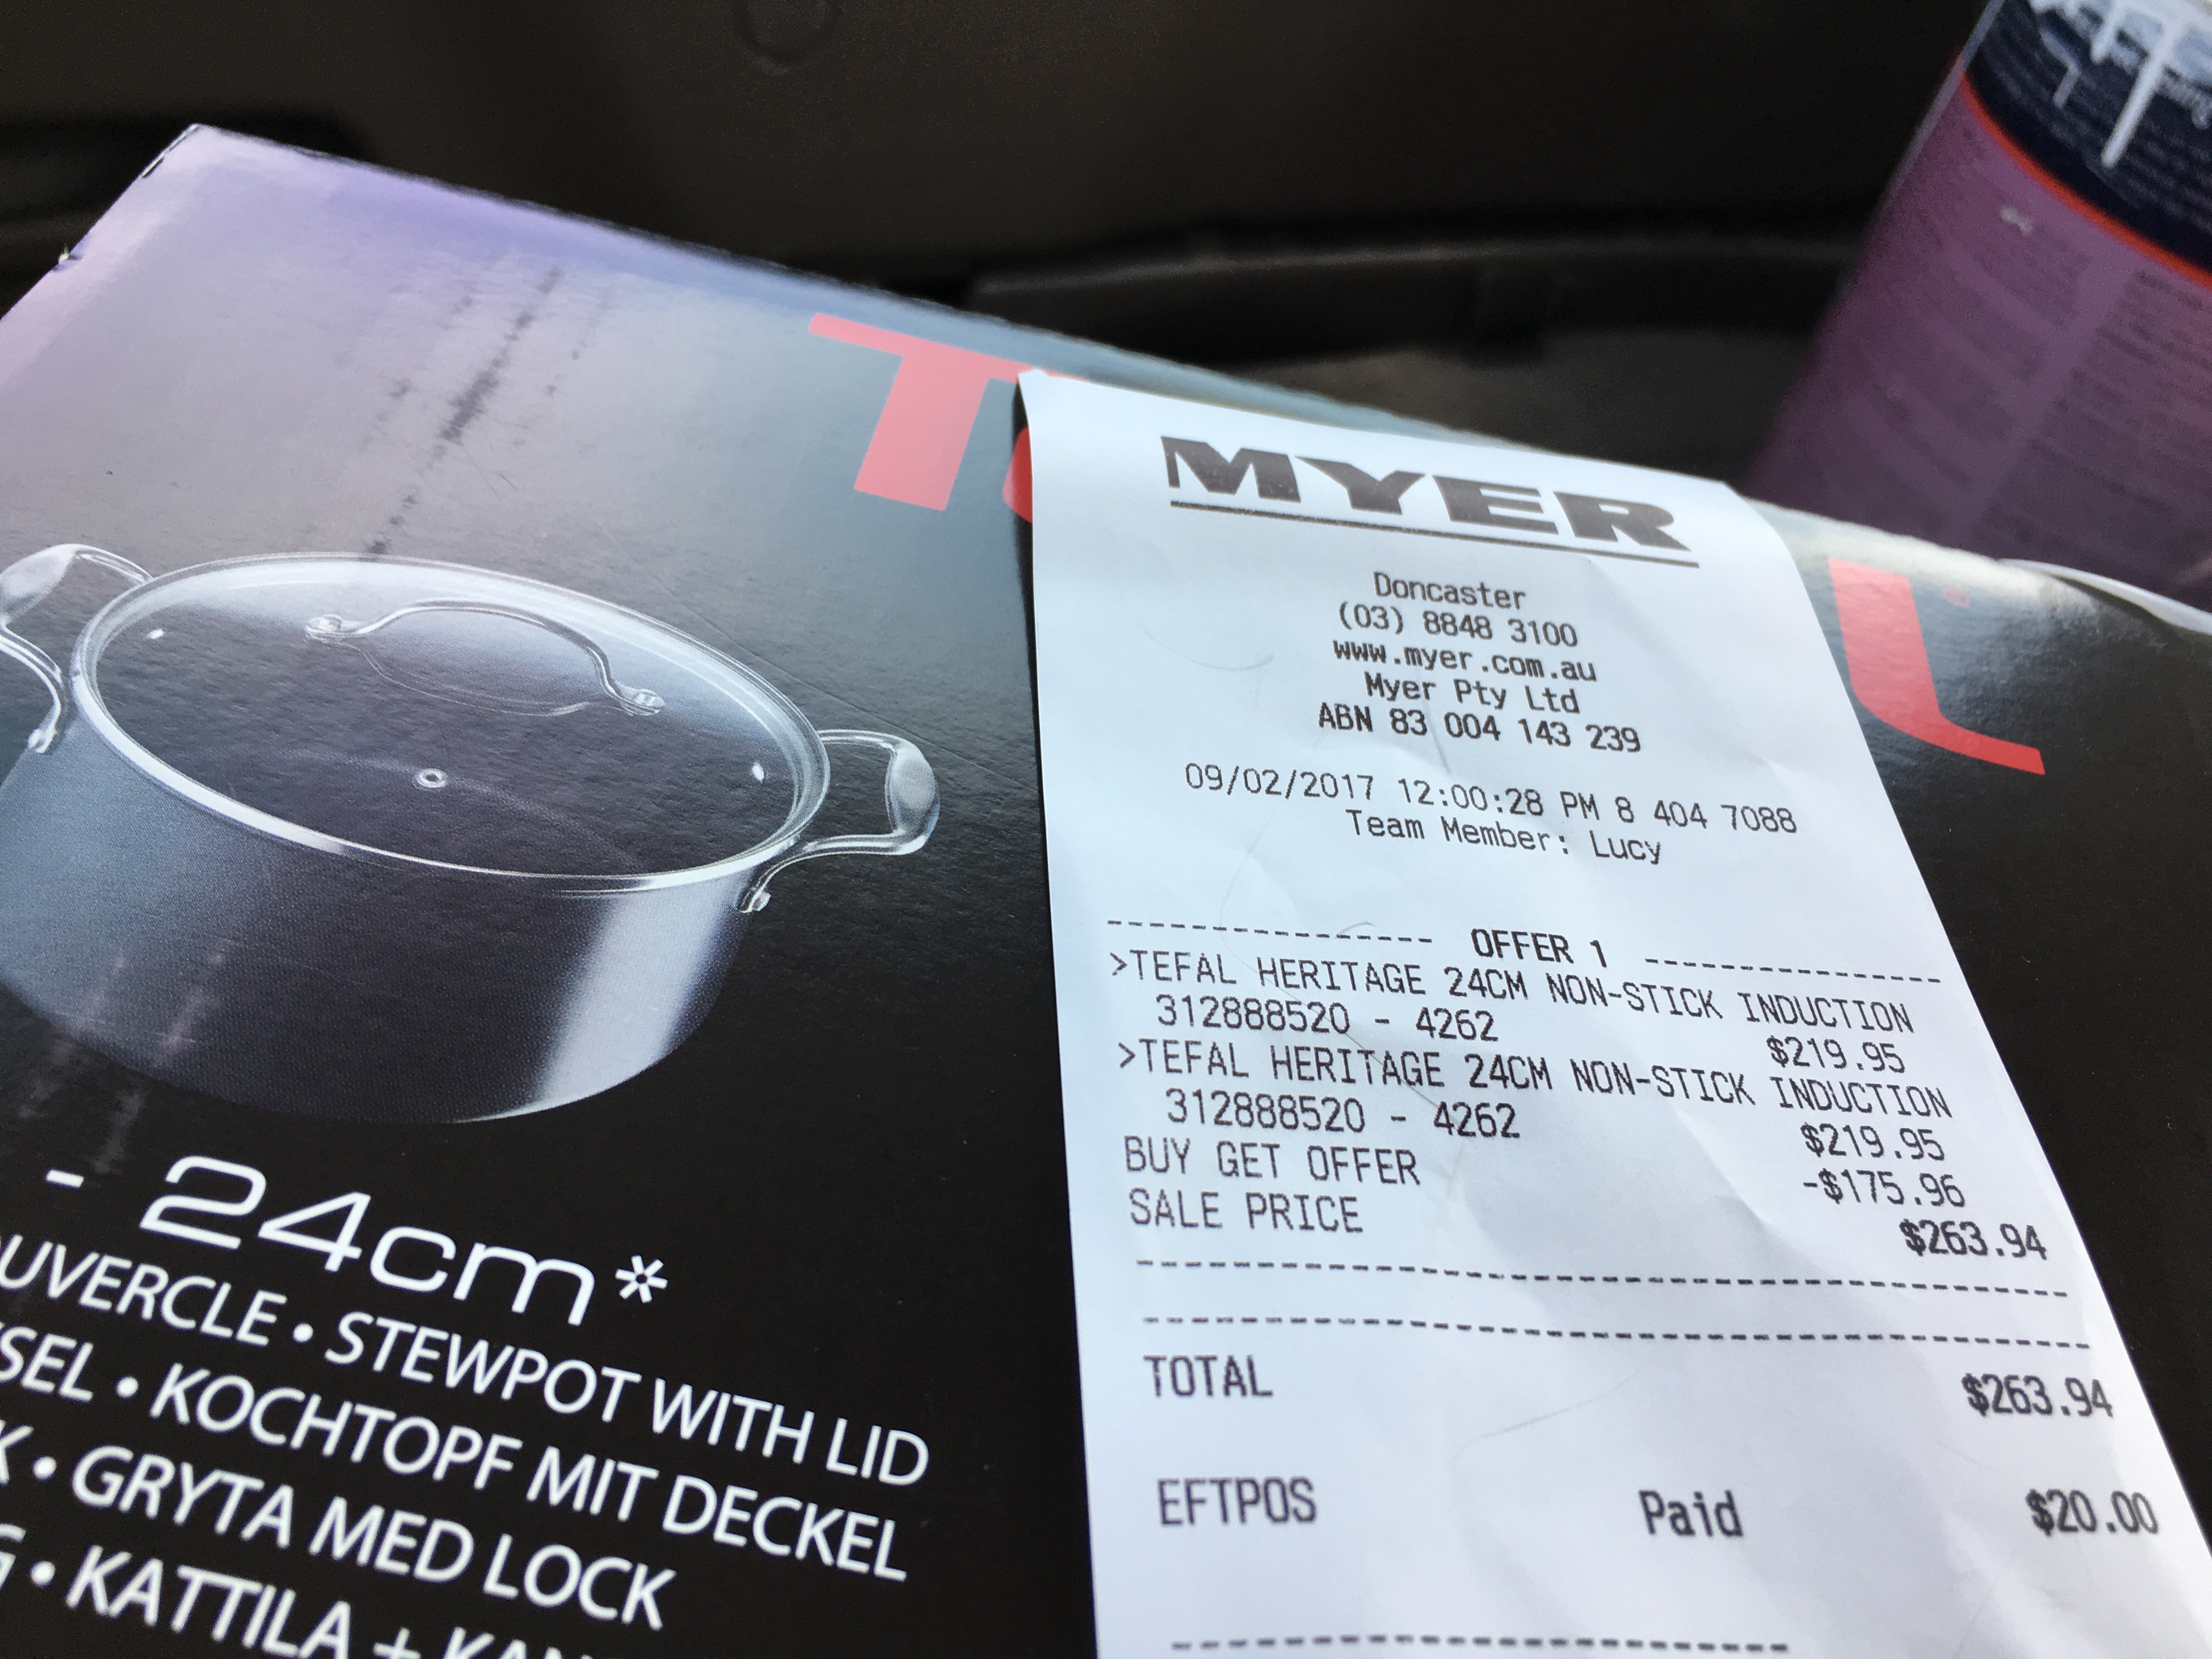 MYER
Doncaster
(03) 8848 3100
www.myer.com.au
Myer Pty Ltd
ABN 83 004 143 239
09/02/2017 12:00:28 PM 8 404 7088
Team Member: Lucy
---------------- OFFER 1 ----------------
>TEFAL HERITAGE 24CM NON-STICK INDUCTION
312888520 - 4262 $219.95
>TEFAL HERITAGE 24CM NON-STICK INDUCTION
312888520 - 4262 $219.95
BUY GET OFFER -$175.96
SALE PRICE $263.94
TOTAL $263.94
EFTPOS Paid $20.00
- 24cm*
UVERCLE • STEWPOT WITH LID
SEL • KOCHTOPF MIT DECKEL
K • GRYTA MED LOCK
G • KATTILA + KAN